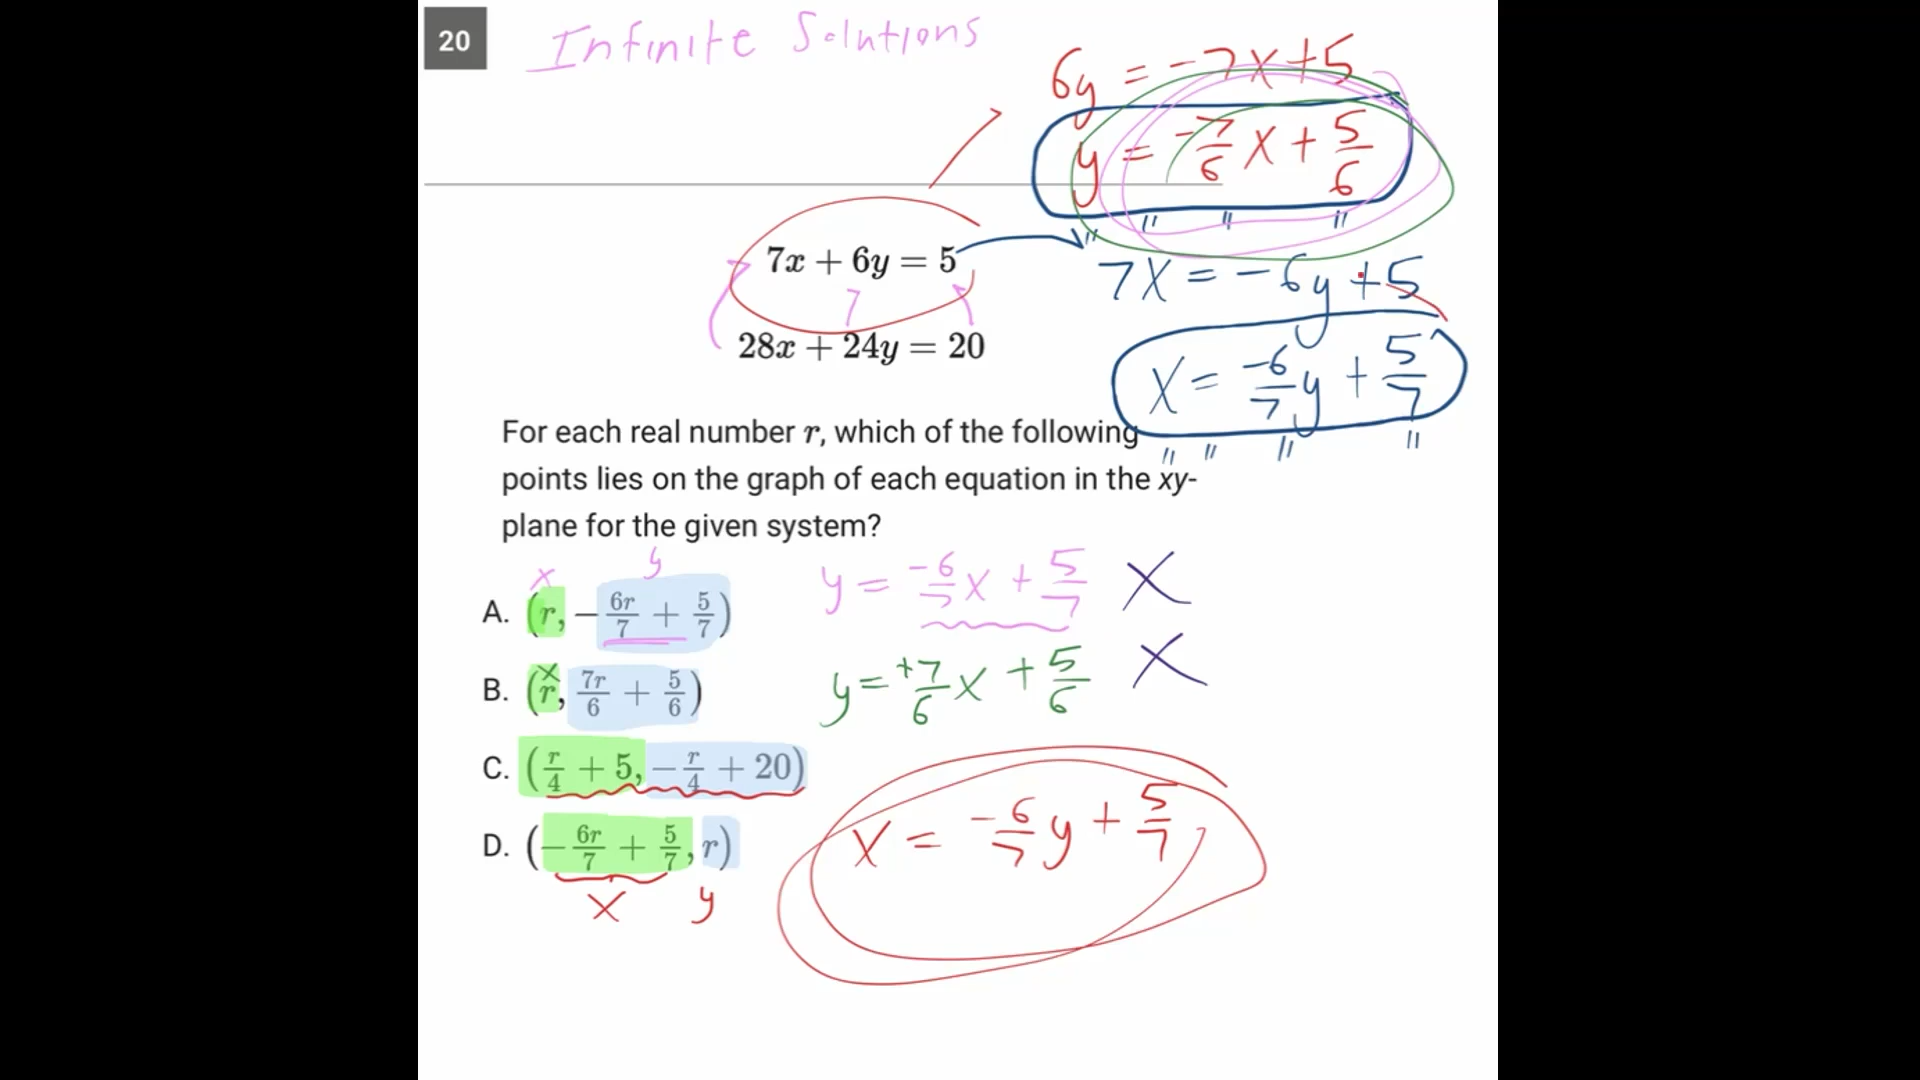 20
Infinite Solutions
6y = -7x+5
y = -7/6 x + 5/6
7x + 6y = 5
7x = -6y+5
28x + 24y = 20
x = -6/7 y + 5/7
For each real number r, which of the following
points lies on the graph of each equation in the xy-
plane for the given system?
x y
A. (r, −6r/7 + 5/7)
y = -6/7 x + 5/7 X
x
B. (r, 7r/6 + 5/6)
y = +7/6 x + 5/6 X
C. (r/4 + 5, −r/4 + 20)
D. (−6r/7 + 5/7, r)
x = -6/7 y + 5/7
x y